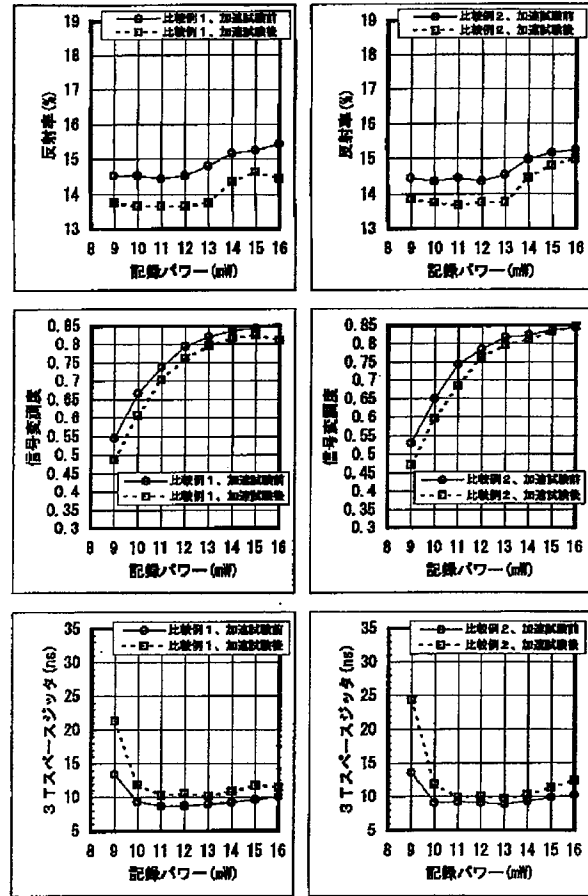 比較例1、加速試験前
比較例1、加速試験後
反射率(%)
19
18
17
16
15
14
13
8 9 10 11 12 13 14 15 16
記録パワー(mW)
比較例2、加速試験前
比較例2、加速試験後
反射率(%)
19
18
17
16
15
14
13
8 9 10 11 12 13 14 15 16
記録パワー(mW)
信号変調度
0.85
0.8
0.75
0.7
0.65
0.6
0.55
0.5
0.45
0.4
0.35
0.3
比較例1、加速試験前
比較例1、加速試験後
8 9 10 11 12 13 14 15 16
記録パワー(mW)
信号変調度
0.85
0.8
0.75
0.7
0.65
0.6
0.55
0.5
0.45
0.4
0.35
0.3
比較例2、加速試験前
比較例2、加速試験後
8 9 10 11 12 13 14 15 16
記録パワー(mW)
比較例1、加速試験前
比較例1、加速試験後
3Tスペースジッタ(ns)
35
30
25
20
15
10
5
8 9 10 11 12 13 14 15 16
記録パワー(mW)
比較例2、加速試験前
比較例2、加速試験後
3Tスペースジッタ(ns)
35
30
25
20
15
10
5
8 9 10 11 12 13 14 15 16
記録パワー(mW)